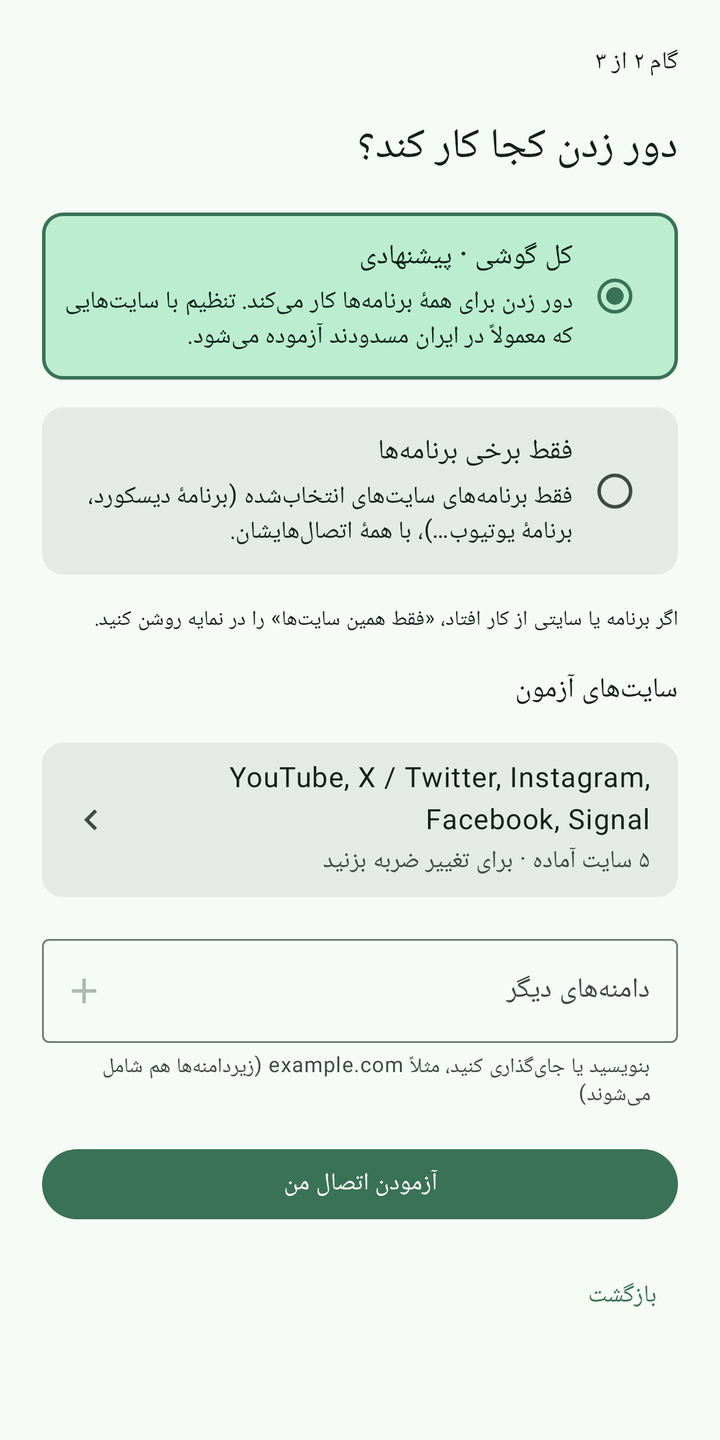 گام ۲ از ۳
دور زدن کجا کار کند؟
کل گوشی · پیشنهادی
دور زدن برای همهٔ برنامه‌ها کار می‌کند. تنظیم با سایت‌هایی
که معمولاً در ایران مسدودند آزموده می‌شود.
فقط برخی برنامه‌ها
فقط برنامه‌های سایت‌های انتخاب‌شده (برنامهٔ دیسکورد،
برنامهٔ یوتیوب…)، با همهٔ اتصال‌هایشان.
اگر برنامه یا سایتی از کار افتاد، «فقط همین سایت‌ها» را در نمایه روشن کنید.
سایت‌های آزمون
YouTube, X / Twitter, Instagram,
Facebook, Signal
۵ سایت آماده · برای تغییر ضربه بزنید
دامنه‌های دیگر
بنویسید یا جای‌گذاری کنید، مثلاً example.com (زیردامنه‌ها هم شامل
می‌شوند)
آزمودن اتصال من
بازگشت